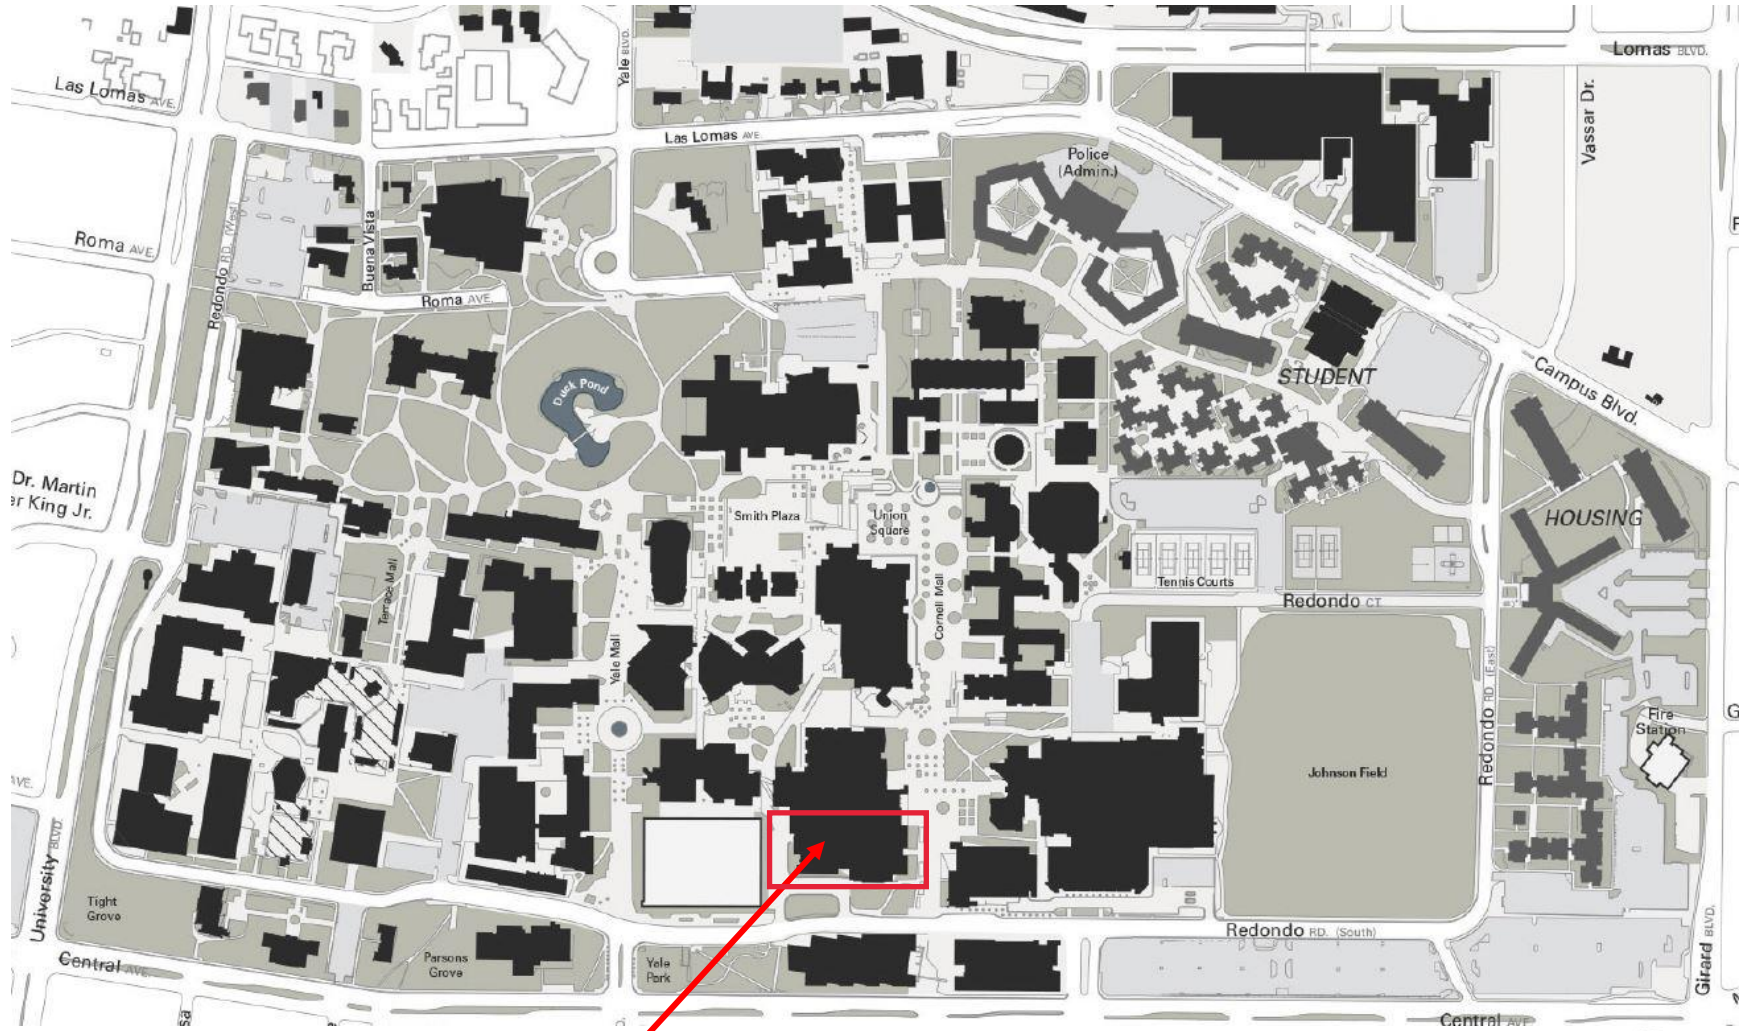 Lomas BLVD.
Yale BLVD.
Las Lomas AVE.
Las Lomas AVE.
Vassar Dr.
Police
(Admin.)
Roma AVE.
Redondo RD. (West)
Buena Vista
Roma AVE.
Duck Pond
STUDENT
Campus Blvd.
Dr. Martin
er King Jr.
Smith Plaza
Union
Square
HOUSING
Terrace Mall
Tennis Courts
Cornell Mall
Redondo CT.
Yale Mall
Redondo RD. (East)
Fire
Station
G
AVE.
Johnson Field
University BLVD.
Tight
Grove
Redondo RD. (South)
Central AVE.
Parsons
Grove
Yale
Park
Girard BLVD.
Central AVE